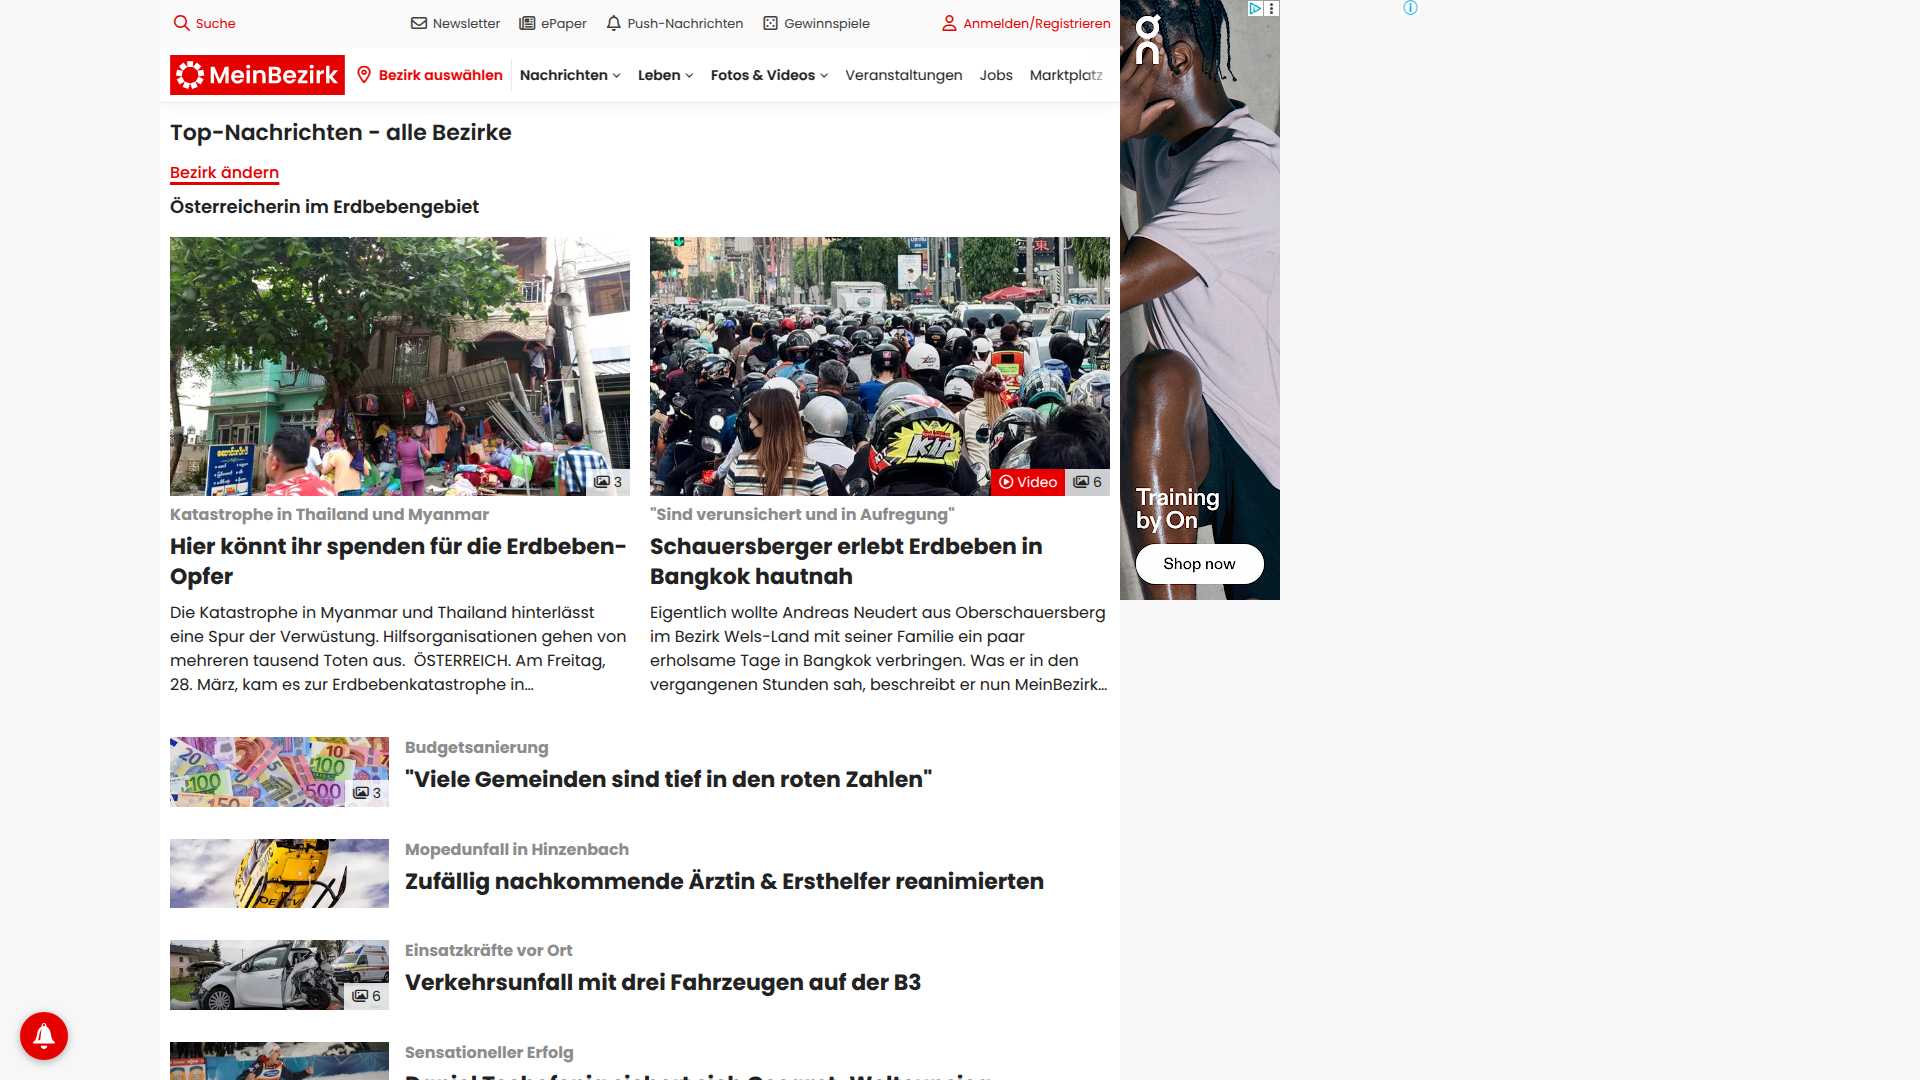 Suche
Newsletter
ePaper
Push-Nachrichten
Gewinnspiele
Anmelden/Registrieren
MeinBezirk
Bezirk auswählen
Nachrichten
Leben
Fotos & Videos
Veranstaltungen
Jobs
Marktplatz
Top-Nachrichten - alle Bezirke
Bezirk ändern
Österreicherin im Erdbebengebiet
3
Katastrophe in Thailand und Myanmar
Hier könnt ihr spenden für die Erdbeben-
Opfer
Die Katastrophe in Myanmar und Thailand hinterlässt
eine Spur der Verwüstung. Hilfsorganisationen gehen von
mehreren tausend Toten aus. ÖSTERREICH. Am Freitag,
28. März, kam es zur Erdbebenkatastrophe in...
KiP
Video
6
"Sind verunsichert und in Aufregung"
Schauersberger erlebt Erdbeben in
Bangkok hautnah
Eigentlich wollte Andreas Neudert aus Oberschauersberg
im Bezirk Wels-Land mit seiner Familie ein paar
erholsame Tage in Bangkok verbringen. Was er in den
vergangenen Stunden sah, beschreibt er nun MeinBezirk...
3
Budgetsanierung
"Viele Gemeinden sind tief in den roten Zahlen"
Mopedunfall in Hinzenbach
Zufällig nachkommende Ärztin & Ersthelfer reanimierten
6
Einsatzkräfte vor Ort
Verkehrsunfall mit drei Fahrzeugen auf der B3
Sensationeller Erfolg
On
Training
by On
Shop now